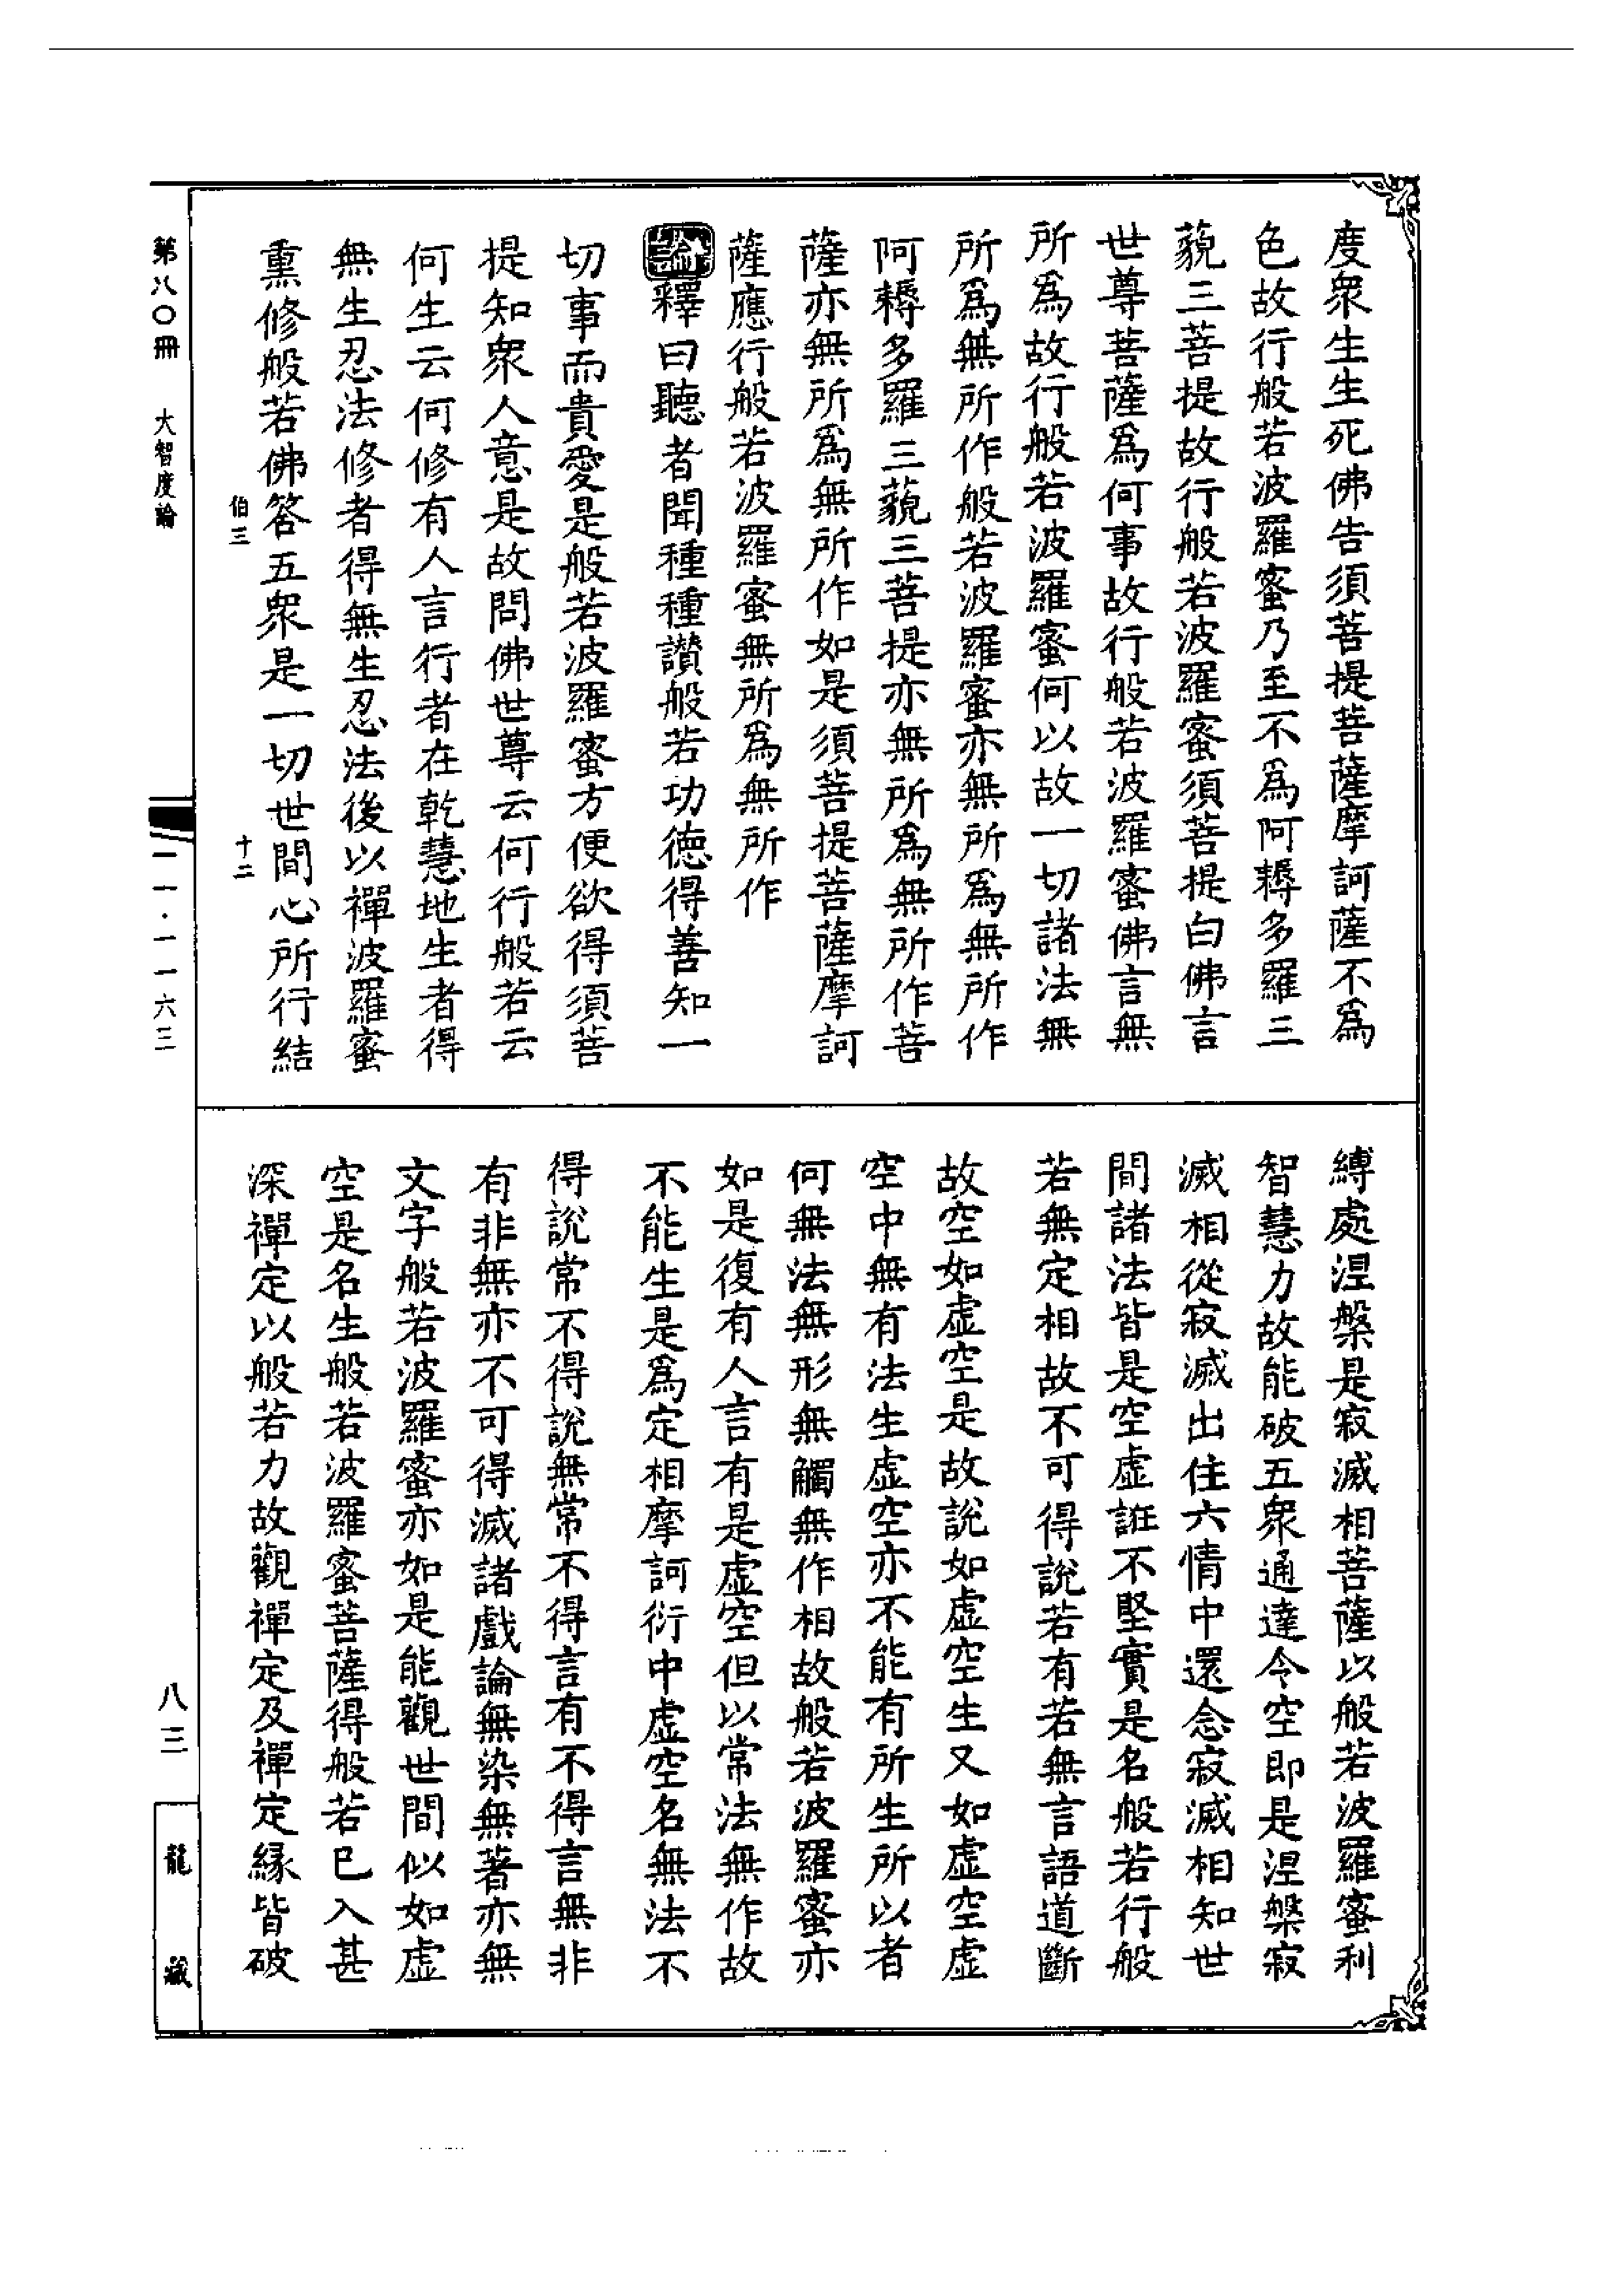 度衆生生死佛告須菩提菩薩摩訶薩不爲
色故行般若波羅蜜乃至不爲阿耨多羅三
藐三菩提故行般若波羅蜜須菩提白佛言
世尊菩薩爲何事故行般若波羅蜜佛言無
所爲故行般若波羅蜜何以故一切諸法無
所爲無所作般若波羅蜜亦無所爲無所作
阿耨多羅三藐三菩提亦無所爲無所作菩
薩亦無所爲無所作如是須菩提菩薩摩訶
薩應行般若波羅蜜無所爲無所作
論釋曰聽者聞種種讚般若功德得善知一
切事而貴愛是般若波羅蜜方便欲得須菩
提知衆人意是故問佛世尊云何行般若云
何生云何修有人言行者在乾慧地生者得
無生忍法修者得無生忍法後以禪波羅蜜
熏修般若佛答五衆是一切世間心所行結
縛處涅槃是寂滅相菩薩以般若波羅蜜利
智慧力故能破五衆通達令空即是涅槃寂
滅相從寂滅出住六情中還念寂滅相知世
間諸法皆是空虛誑不堅實是名般若行般
若無定相故不可得說若有若無言語道斷
故空如虛空是故說如虛空生又如虛空虛
空中無有法生虛空亦不能有所生所以者
何無法無形無觸無作相故般若波羅蜜亦
如是復有人言有是虛空但以常法無作故
不能生是爲定相摩訶衍中虛空名無法不
得說常不得說無常不得言有不得言無非
有非無亦不可得滅諸戲論無染無著亦無
文字般若波羅蜜亦如是能觀世間似如虛
空是名生般若波羅蜜菩薩得般若已入甚
深禪定以般若力故觀禪定及禪定緣皆破
伯三
十二
第八〇冊　大智度論
一一·一一六三
八三
龍藏